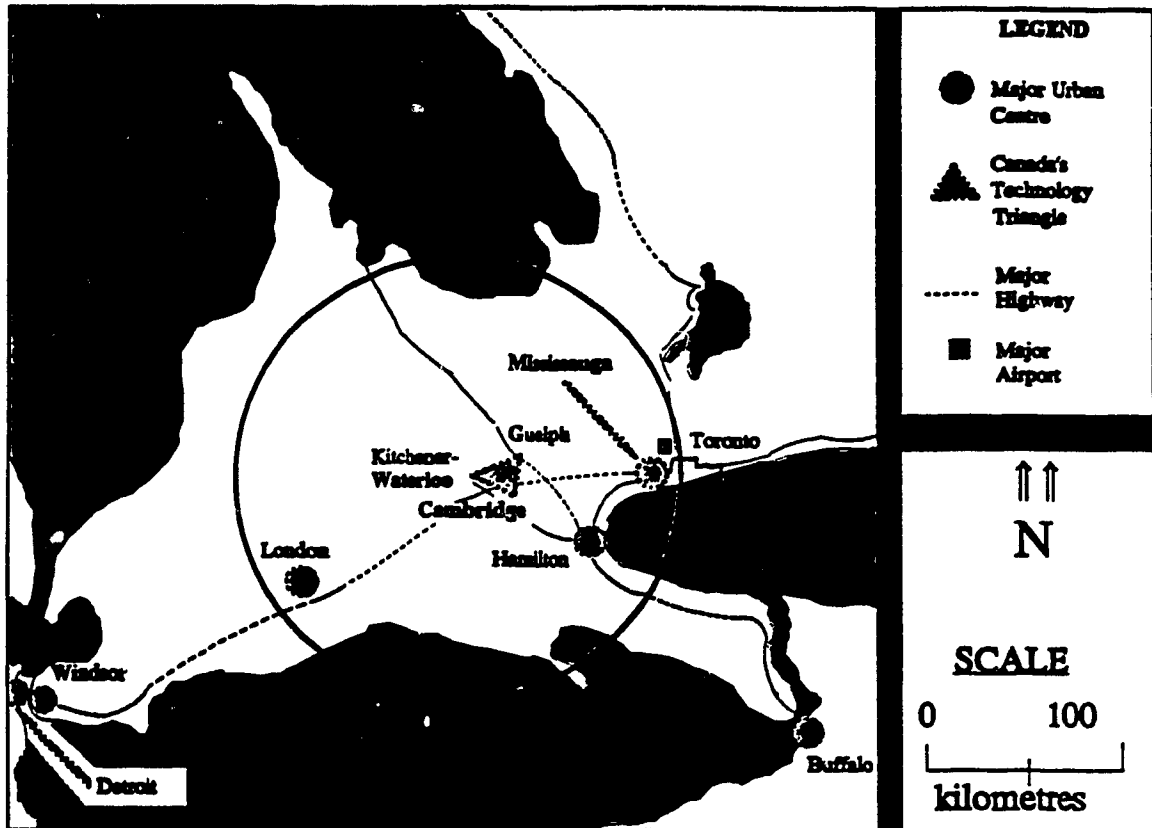 LEGEND
Major Urban
Centre
Canada's
Technology
Triangle
Major
Highway
Major
Airport
Mississauga
Guelph
Toronto
Kitchener-
Waterloo
Cambridge
London
Hamilton
Windsor
Detroit
Buffalo
N
SCALE
0 100
kilometres